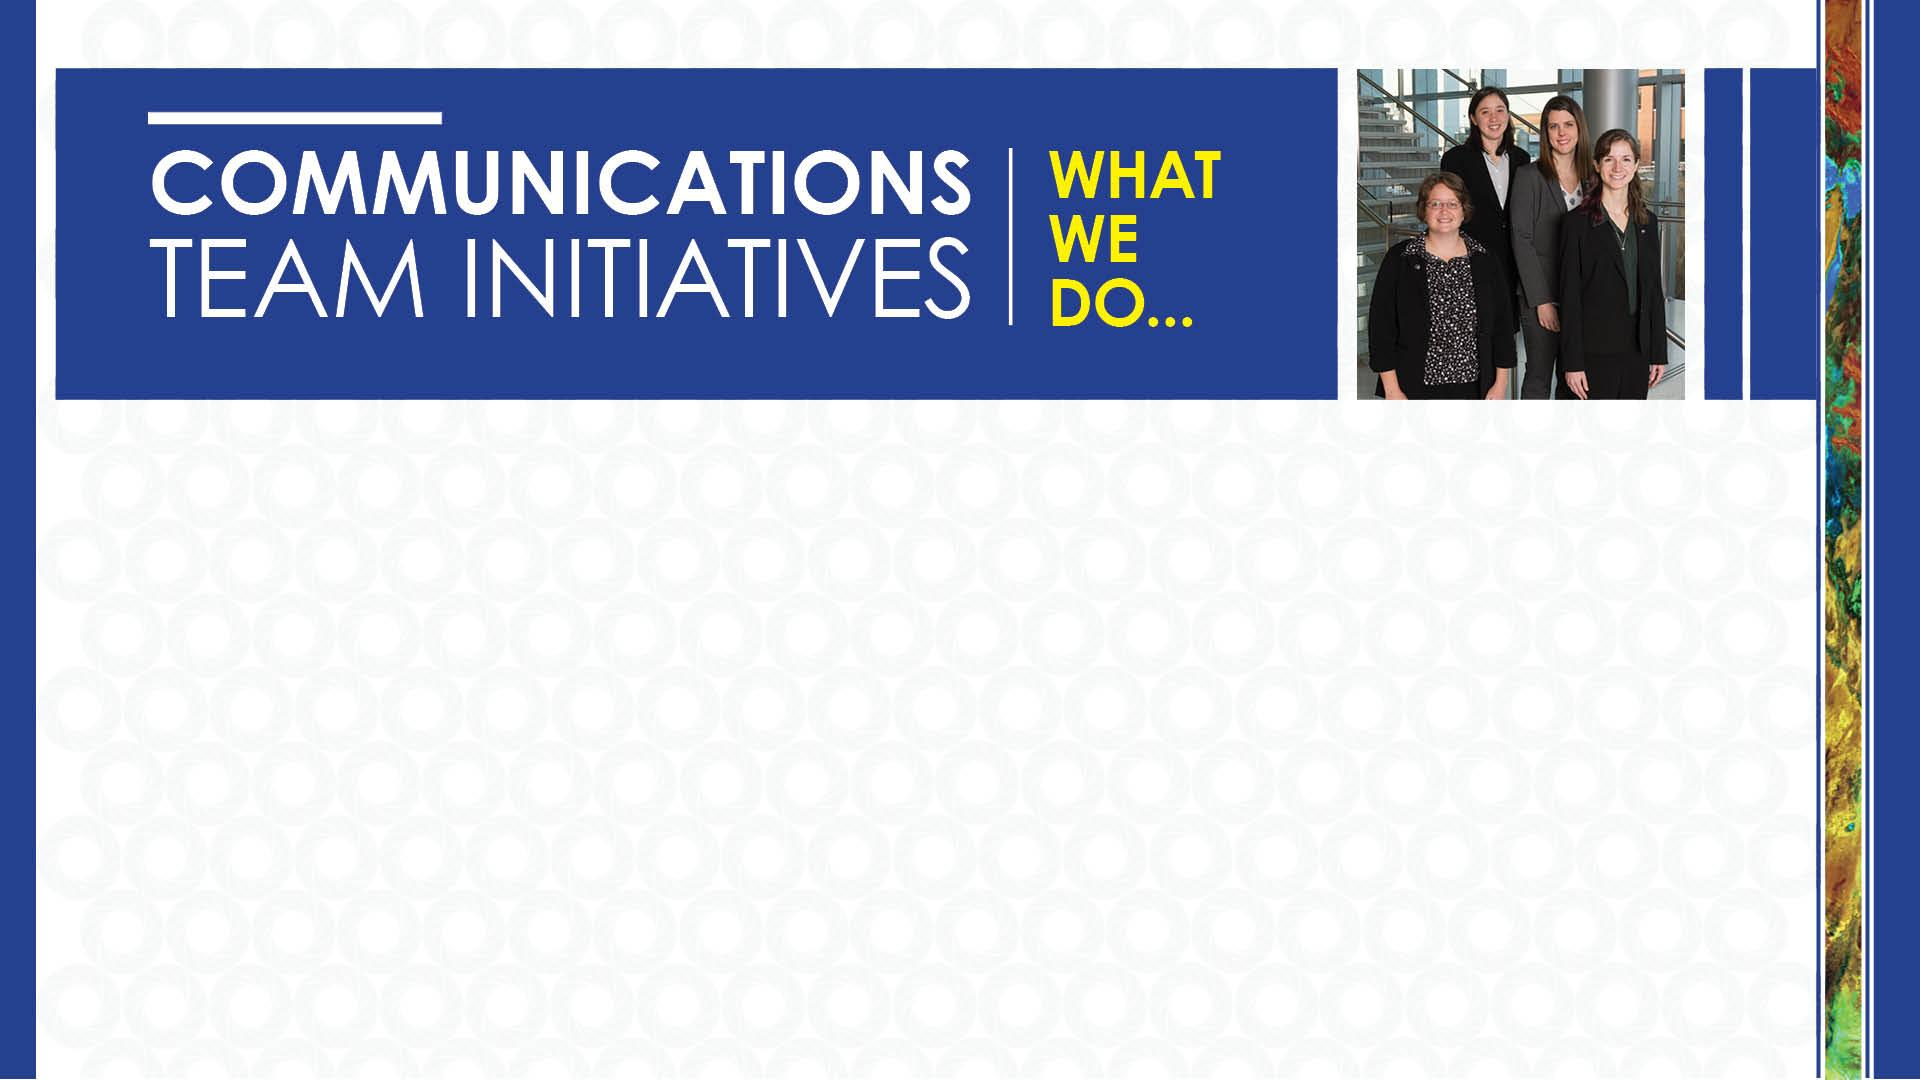 COMMUNICATIONS
TEAM INITIATIVES
WHAT
WE
DO...